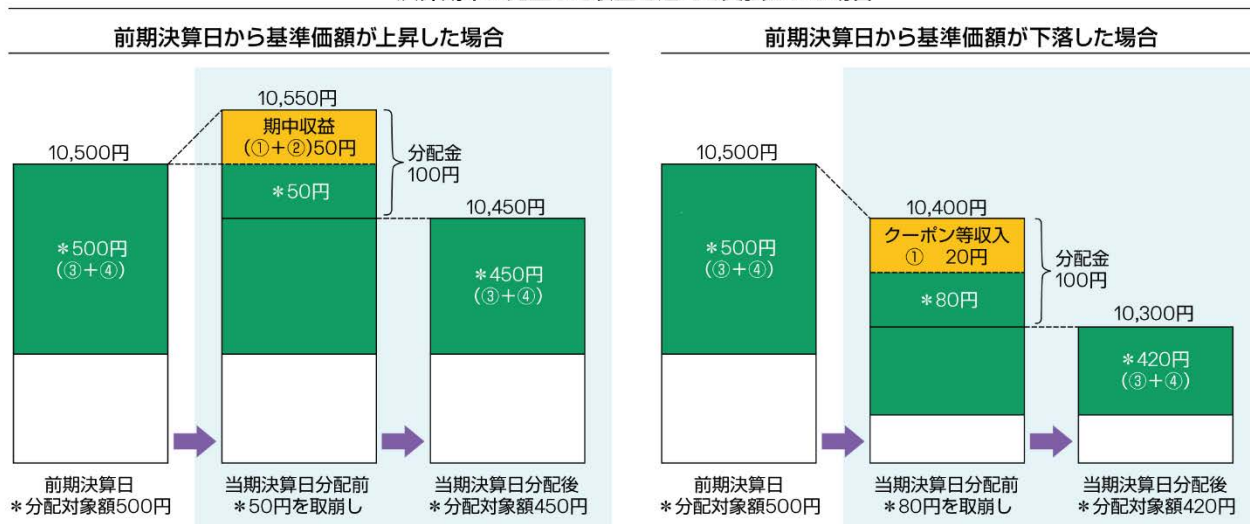 前期決算日から基準価額が上昇した場合
10,500円
＊500円
(③＋④)
前期決算日
＊分配対象額500円
10,550円
期中収益
(①＋②)50円
＊50円
分配金
100円
当期決算日分配前
＊50円を取崩し
10,450円
＊450円
(③＋④)
当期決算日分配後
＊分配対象額450円
前期決算日から基準価額が下落した場合
10,500円
＊500円
(③＋④)
前期決算日
＊分配対象額500円
10,400円
クーポン等収入
①　20円
＊80円
分配金
100円
当期決算日分配前
＊80円を取崩し
10,300円
＊420円
(③＋④)
当期決算日分配後
＊分配対象額420円